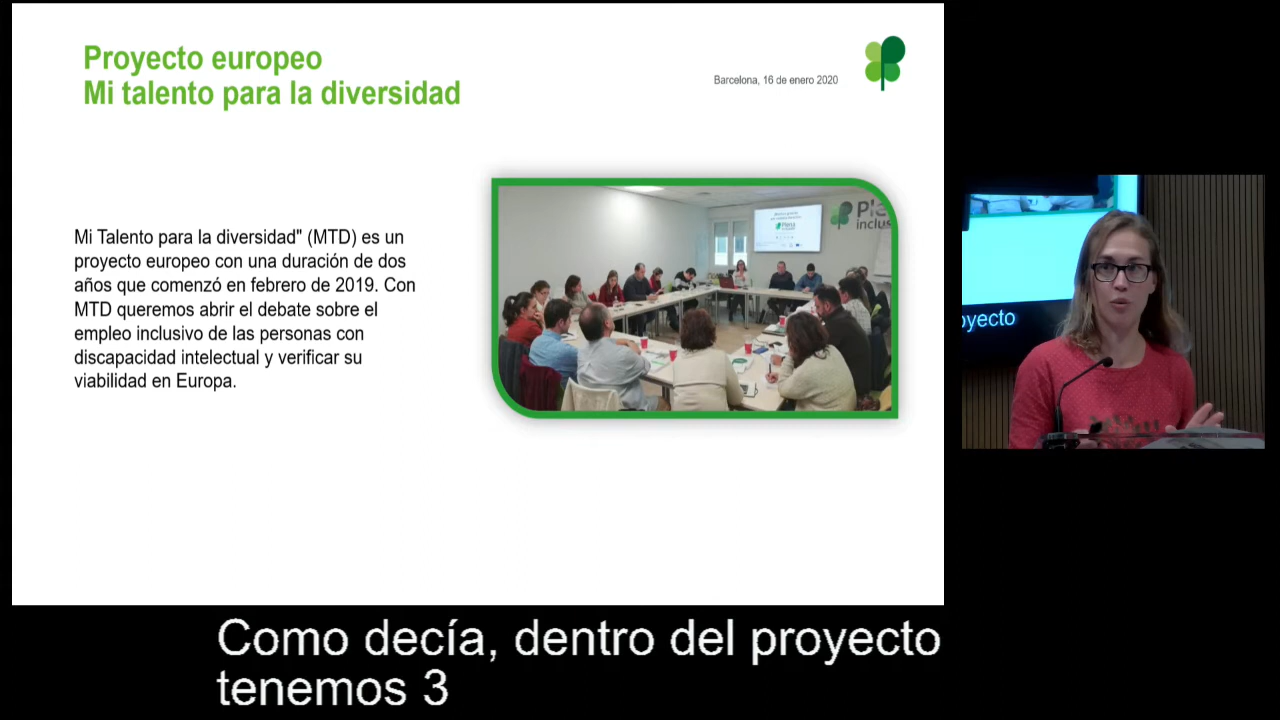 Proyecto europeo
Mi talento para la diversidad
Barcelona, 16 de enero 2020
Mi Talento para la diversidad" (MTD) es un
proyecto europeo con una duración de dos
años que comenzó en febrero de 2019. Con
MTD queremos abrir el debate sobre el
empleo inclusivo de las personas con
discapacidad intelectual y verificar su
viabilidad en Europa.
Plena
inclus
oyecto
Como decía, dentro del proyecto
tenemos 3